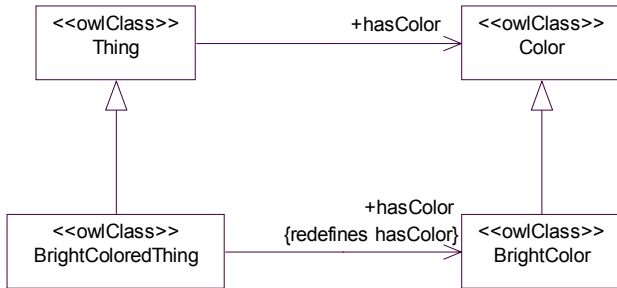 <<owlClass>>
Thing
+hasColor
<<owlClass>>
Color
+hasColor
{redefines hasColor}
<<owlClass>>
BrightColoredThing
<<owlClass>>
BrightColor